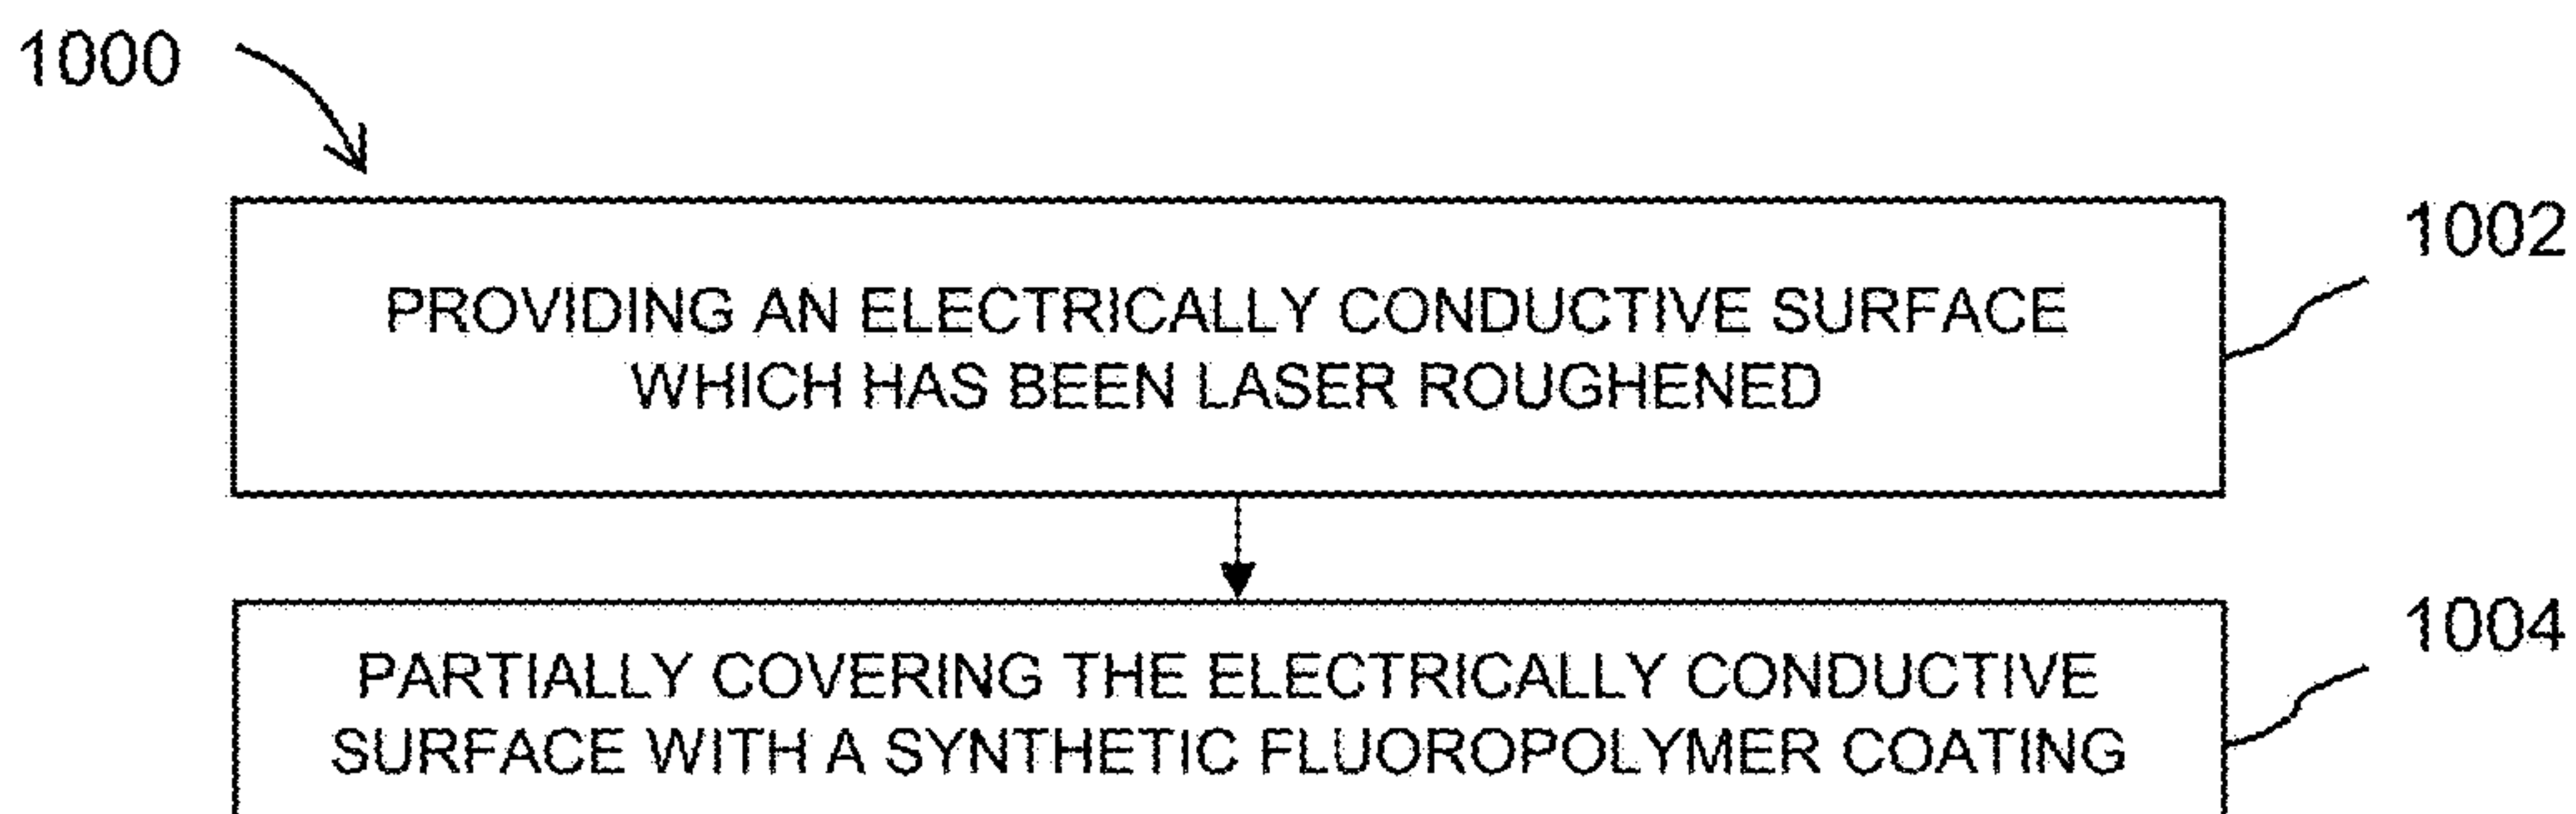 1000
1002
PROVIDING AN ELECTRICALLY CONDUCTIVE SURFACE
WHICH HAS BEEN LASER ROUGHENED
1004
PARTIALLY COVERING THE ELECTRICALLY CONDUCTIVE
SURFACE WITH A SYNTHETIC FLUOROPOLYMER COATING